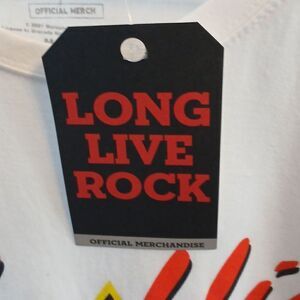 OFFICIAL MERCH
LONG
LIVE
ROCK
OFFICIAL MERCHANDISE